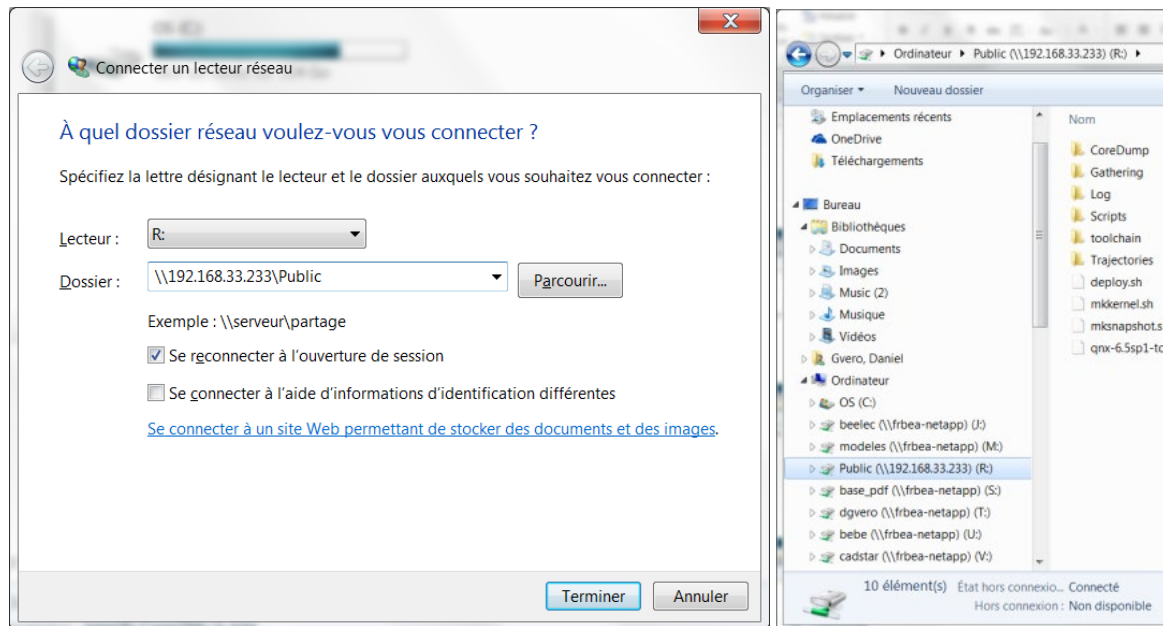 Connecter un lecteur réseau
À quel dossier réseau voulez-vous vous connecter ?
Spécifiez la lettre désignant le lecteur et le dossier auxquels vous souhaitez vous connecter :
Lecteur : R:
Dossier : \\192.168.33.233\Public Parcourir...
Exemple : \\serveur\partage
Se reconnecter à l'ouverture de session
Se connecter à l'aide d'informations d'identification différentes
Se connecter à un site Web permettant de stocker des documents et des images.
Terminer Annuler
Ordinateur Public (\\192.168.33.233) (R:)
Organiser Nouveau dossier
Emplacements récents
OneDrive
Téléchargements
Bureau
Bibliothèques
Documents
Images
Music (2)
Musique
Vidéos
Gvero, Daniel
Ordinateur
OS (C:)
beelec (\\frbea-netapp) (J:)
modeles (\\frbea-netapp) (M:)
Public (\\192.168.33.233) (R:)
base_pdf (\\frbea-netapp) (S:)
dgvero (\\frbea-netapp) (T:)
bebe (\\frbea-netapp) (U:)
cadstar (\\frbea-netapp) (V:)
Nom
CoreDump
Gathering
Log
Scripts
toolchain
Trajectories
deploy.sh
mkkernel.sh
mksnapshot.s
qnx-6.5sp1-to
10 élément(s) État hors connexio... Connecté
Hors connexion : Non disponible